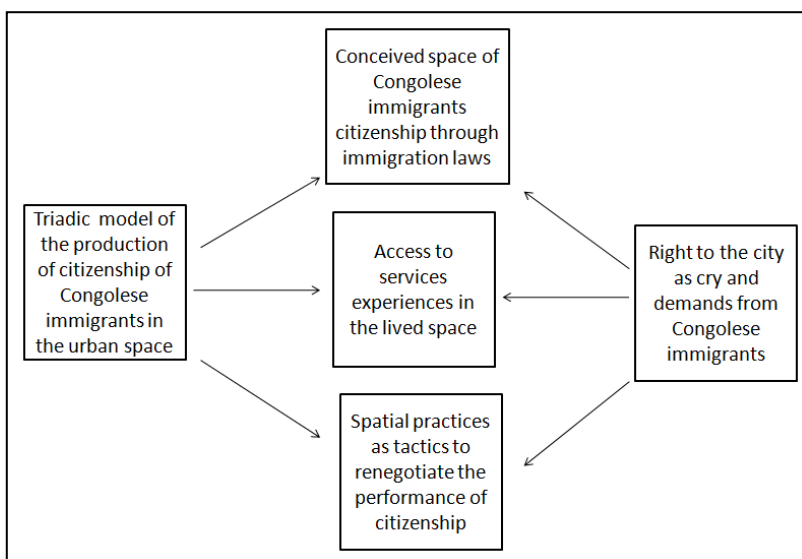 Conceived space of
Congolese
immigrants
citizenship through
immigration laws
Triadic model of
the production
of citizenship of
Congolese
immigrants in
the urban space
Access to
services
experiences in
the lived space
Right to the city
as cry and
demands from
Congolese
immigrants
Spatial practices
as tactics to
renegotiate the
performance of
citizenship